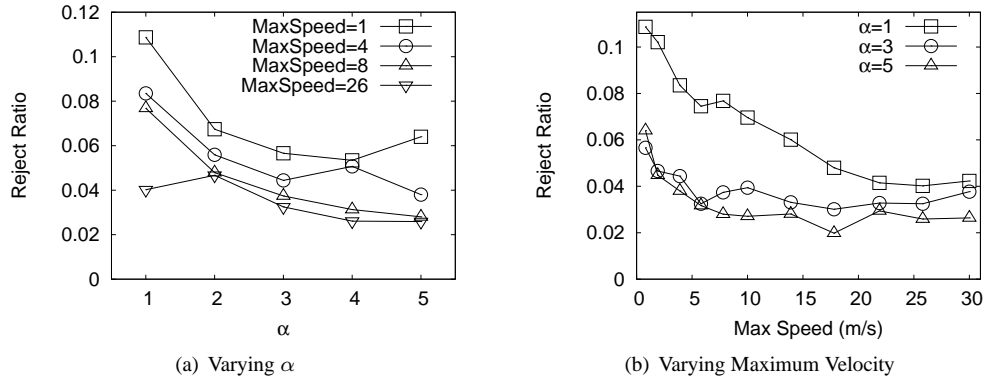 0.12
0.1
0.08
0.06
0.04
0.02
0
Reject Ratio
MaxSpeed=1
MaxSpeed=4
MaxSpeed=8
MaxSpeed=26
1 2 3 4 5
α
(a) Varying α
0.1
0.08
0.06
0.04
0.02
0
Reject Ratio
α=1
α=3
α=5
0 5 10 15 20 25 30
Max Speed (m/s)
(b) Varying Maximum Velocity